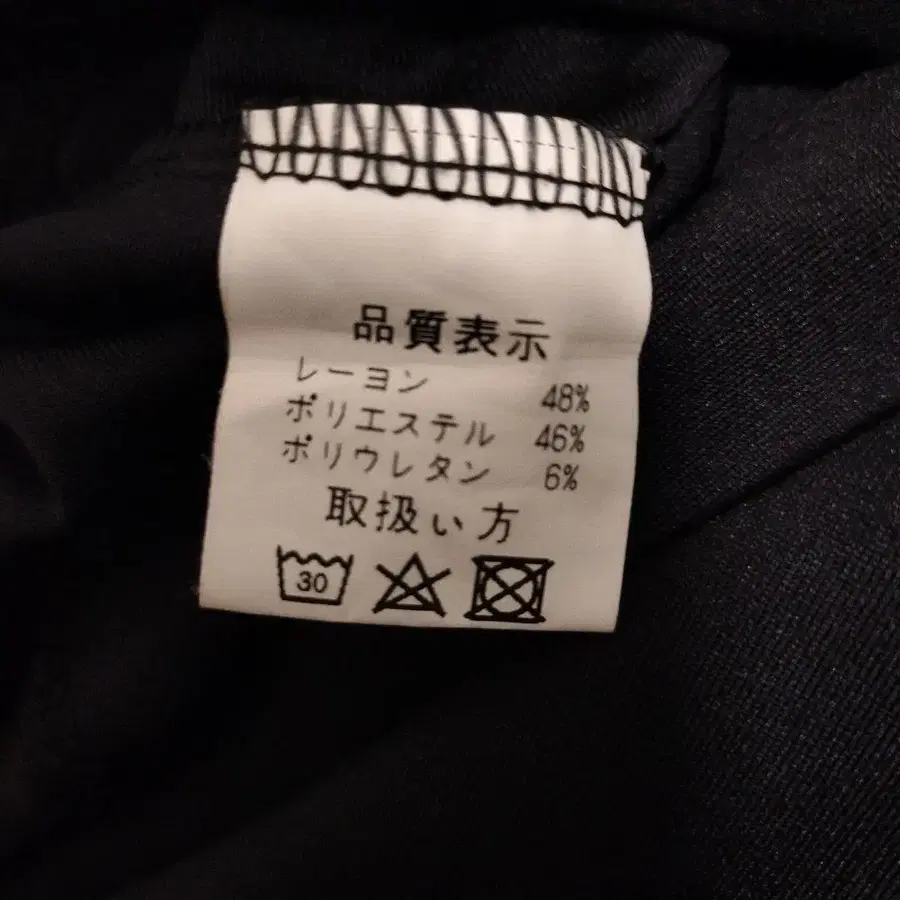 品質表示
レーヨン 48%
ポリエステル 46%
ポリウレタン 6%
取扱い方
30